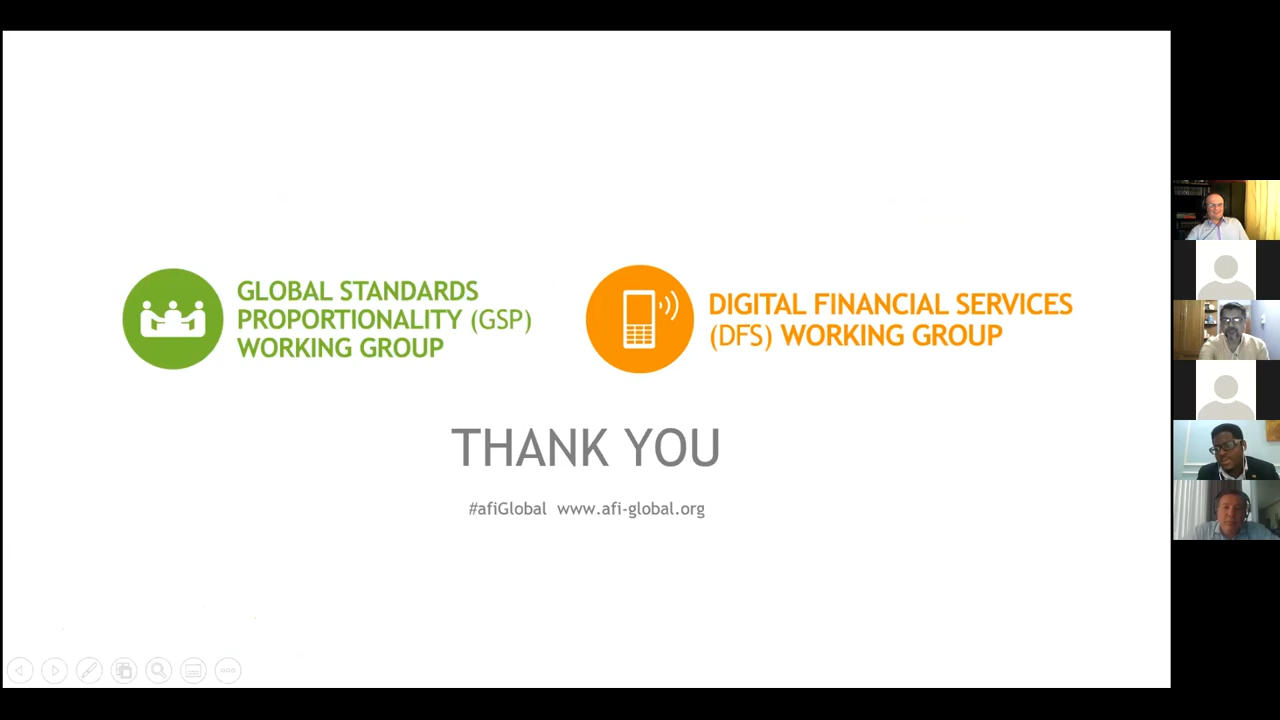 GLOBAL STANDARDS
PROPORTIONALITY (GSP)
WORKING GROUP
DIGITAL FINANCIAL SERVICES
(DFS) WORKING GROUP
THANK YOU
#afiGlobal www.afi-global.org